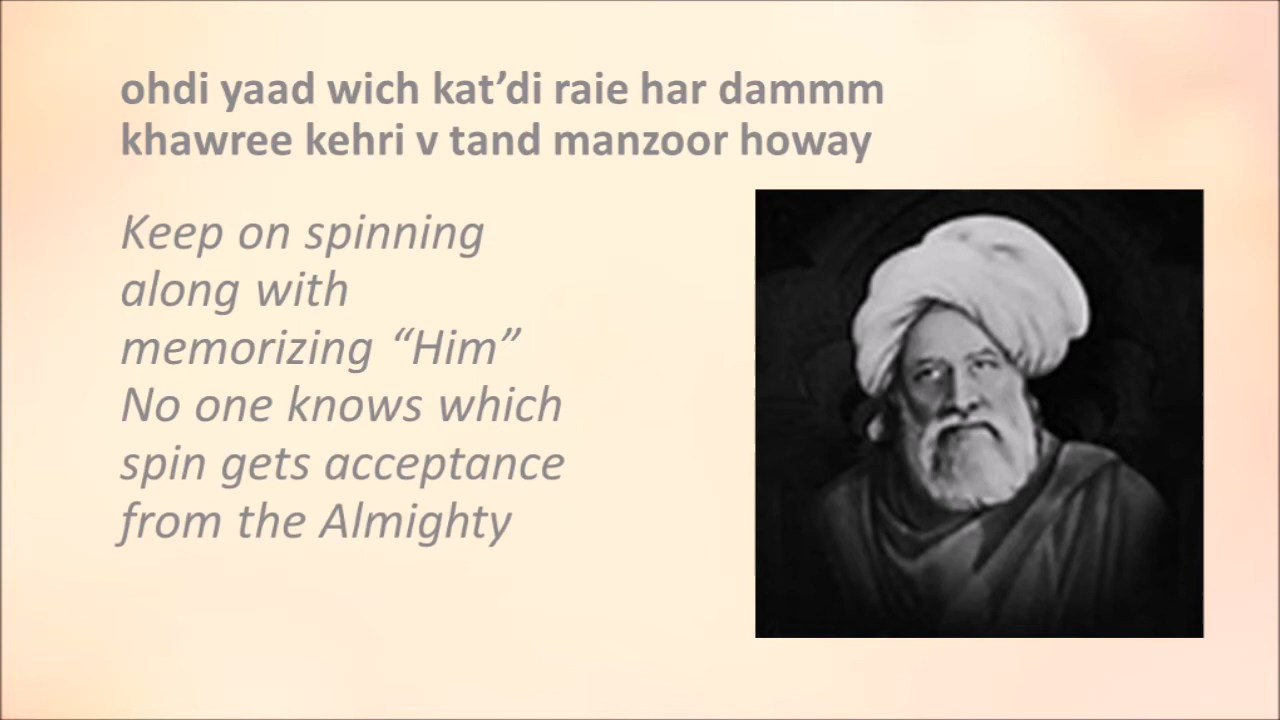 ohdi yaad wich kat’di raie har dammm
khawree kehri v tand manzoor howay
Keep on spinning
along with
memorizing “Him”
No one knows which
spin gets acceptance
from the Almighty